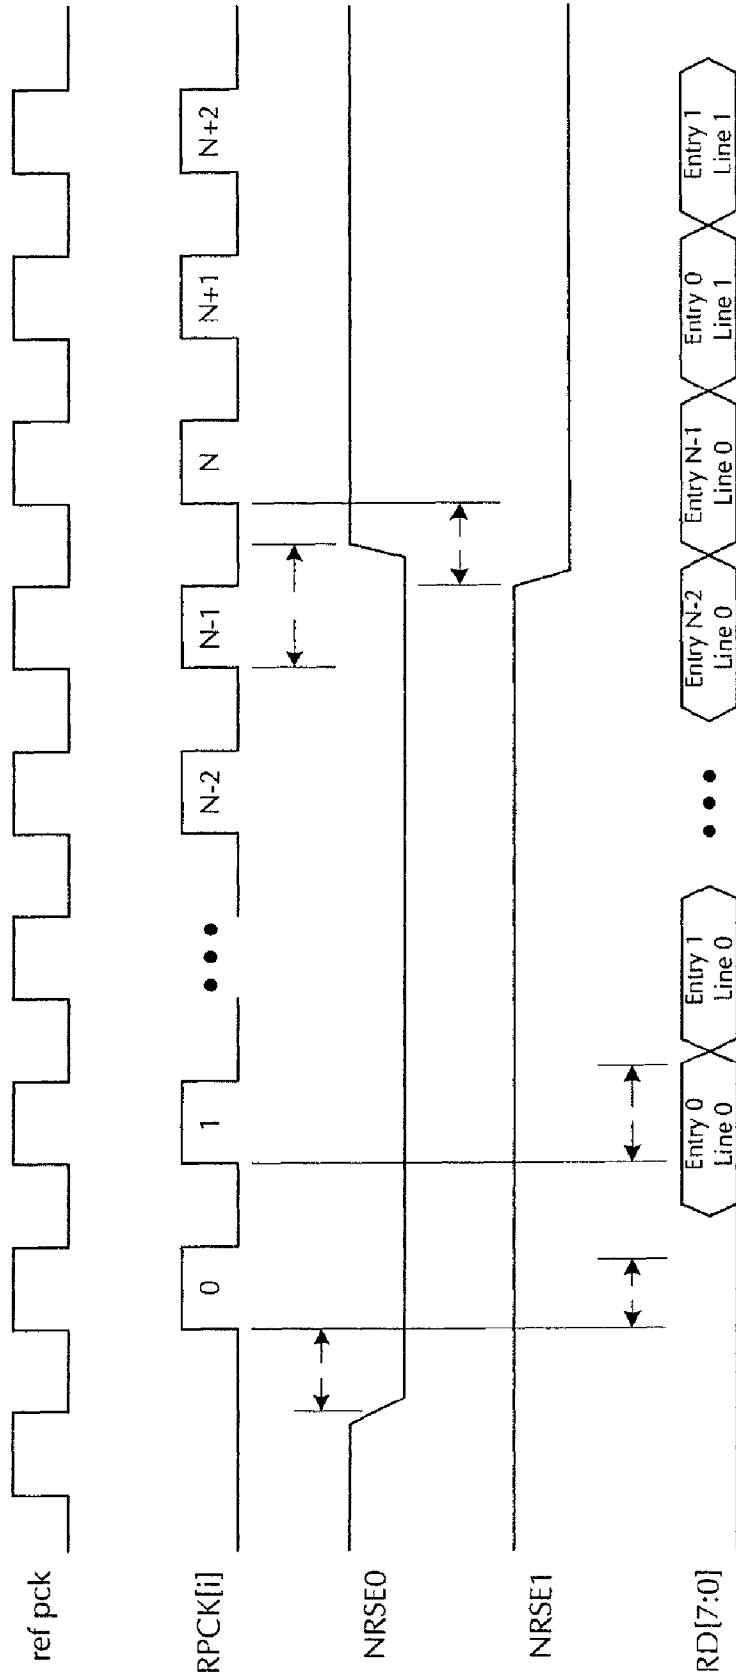 ref pck
RPCK[i]
0
1
N-2
N-1
N
N+1
N+2
NRSE0
NRSE1
RD[7:0]
Entry 0
Line 0
Entry 1
Line 0
Entry N-2
Line 0
Entry N-1
Line 0
Entry 0
Line 1
Entry 1
Line 1